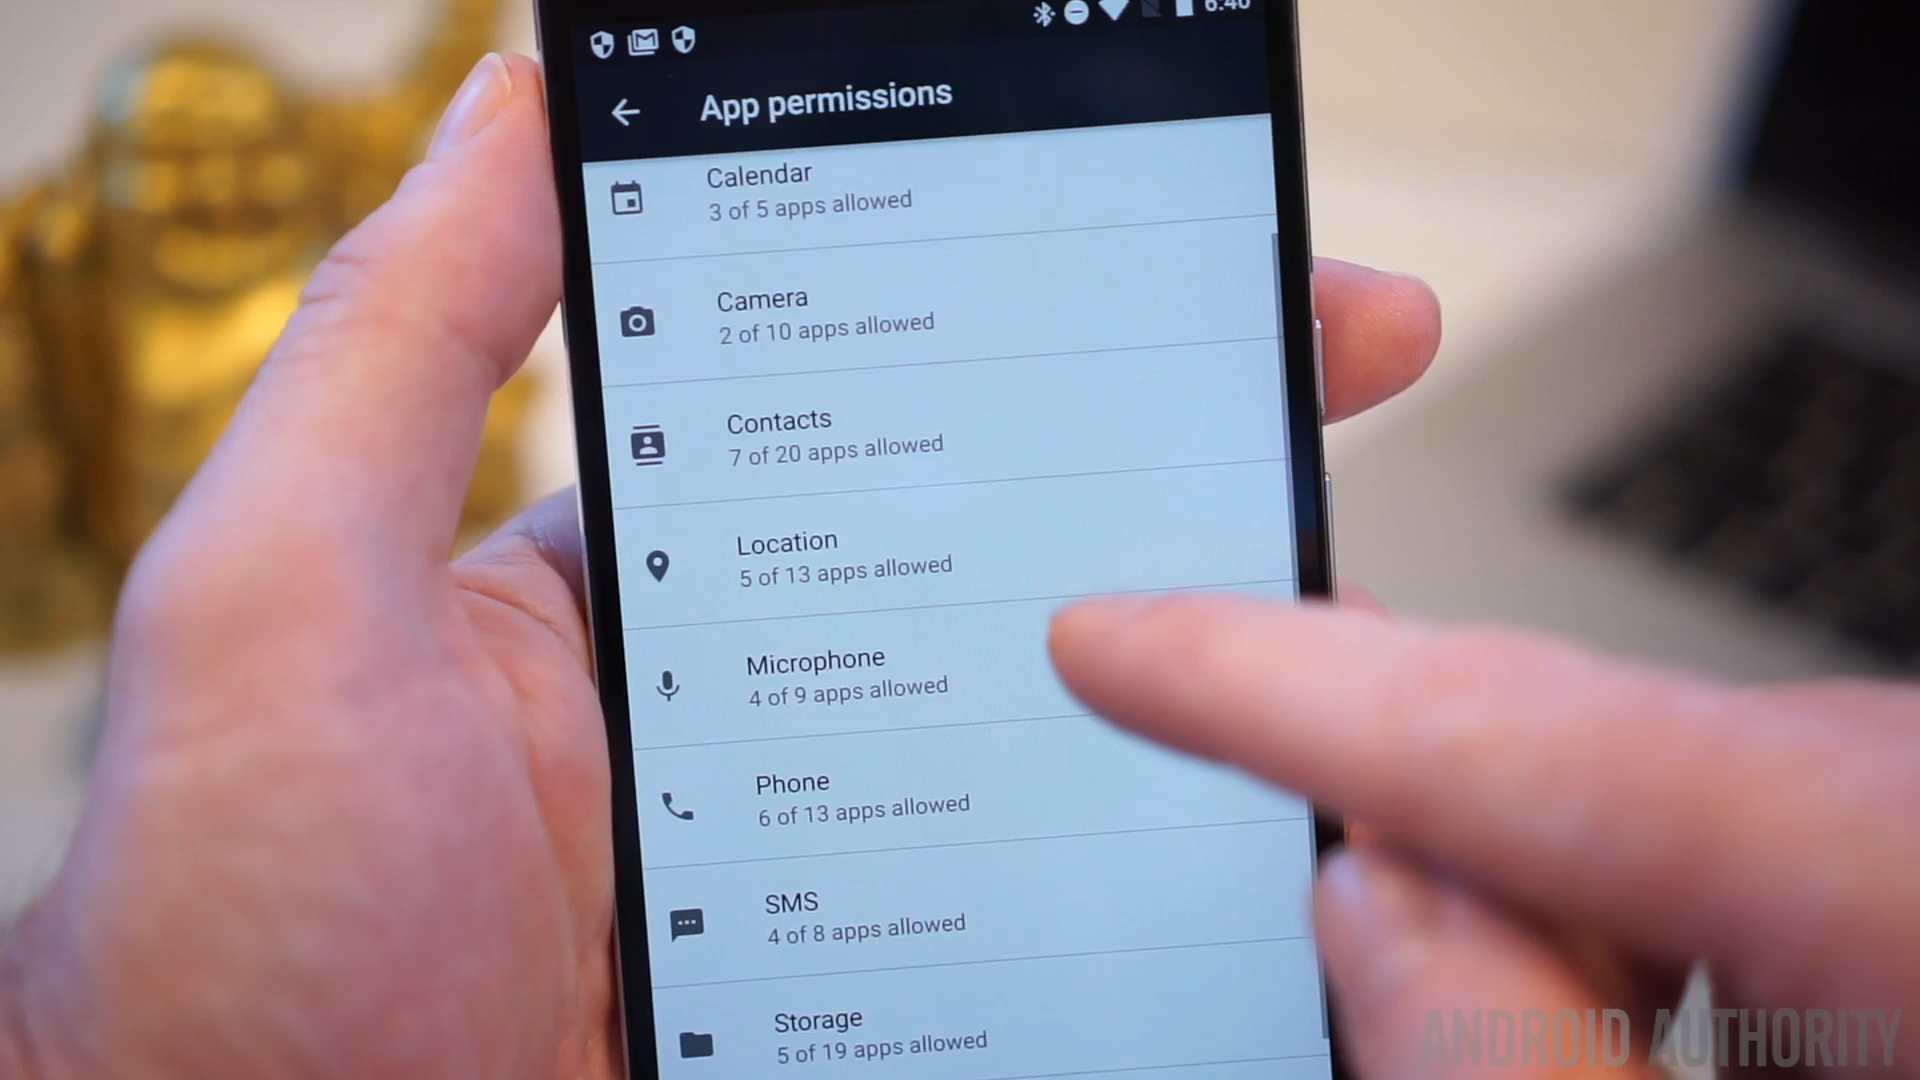 6:40
App permissions
Calendar
3 of 5 apps allowed
Camera
2 of 10 apps allowed
Contacts
7 of 20 apps allowed
Location
5 of 13 apps allowed
Microphone
4 of 9 apps allowed
Phone
6 of 13 apps allowed
SMS
4 of 8 apps allowed
Storage
5 of 19 apps allowed
ANDROID AUTHORITY